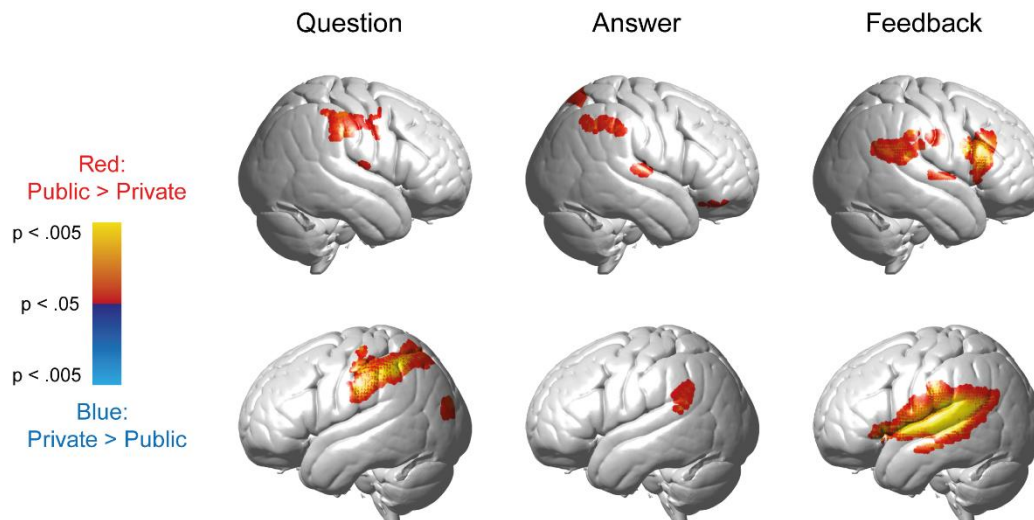 Question
Answer
Feedback
Red:
Public > Private
p < .005
p < .05
p < .005
Blue:
Private > Public